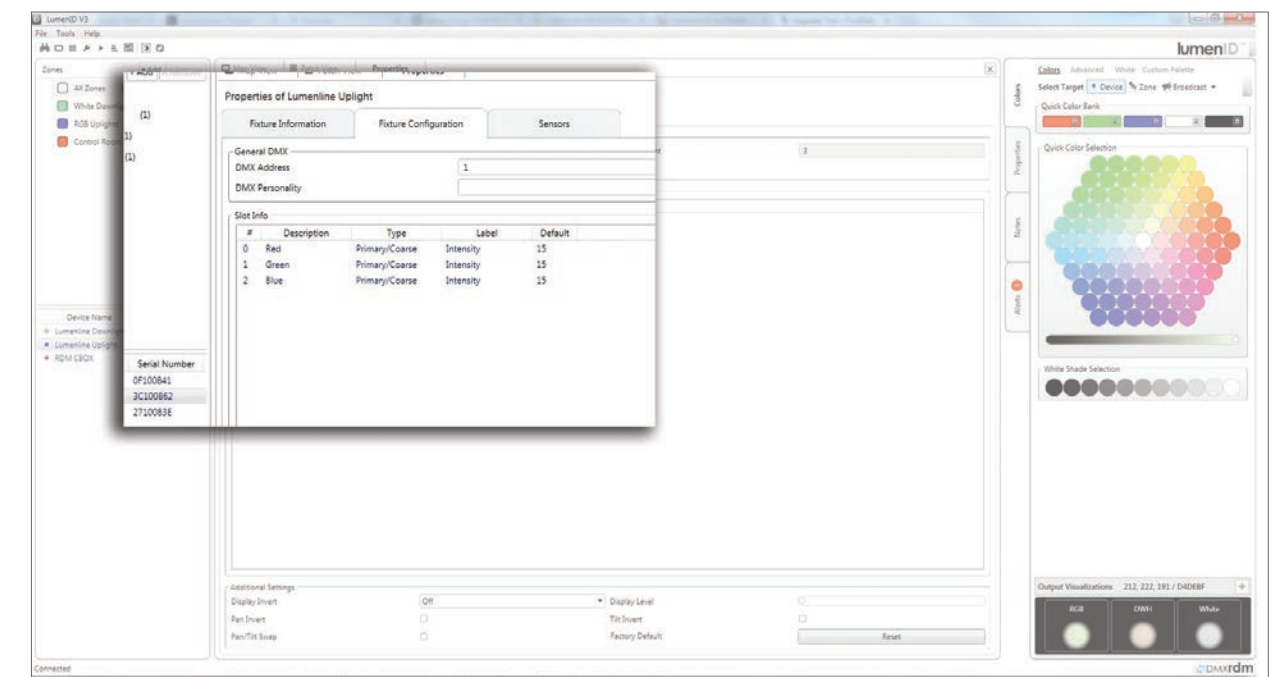 LumenID V3
File Tools Help
lumenID
Zones
All Zones
White Down
RGB Uplights
Control Room
(1)
1)
(1)
Properties of Lumenline Uplight
Fixture Information Fixture Configuration Sensors
General DMX
DMX Address 1
3
DMX Personality
Slot Info
# Description Type Label Default
0 Red Primary/Coarse Intensity 15
1 Green Primary/Coarse Intensity 15
2 Blue Primary/Coarse Intensity 15
Device Name
Lumenline Downlight
Lumenline Uplight
RDM CBOX
Serial Number
0F100841
3C100862
2710083E
Additional Settings
Display Invert Off Display Level
Pan Invert Tilt Invert
Pan/Tilt Swap Factory Default Reset
Colors
Properties
Notes
Alerts
Colors Advanced White Custom Palette
Select Target Device Zone Broadcast
Quick Color Bank
Quick Color Selection
White Shade Selection
Output Visualizations 212, 222, 191 / D4DEBF +
RGB DWH White
Connected
DMXrdm